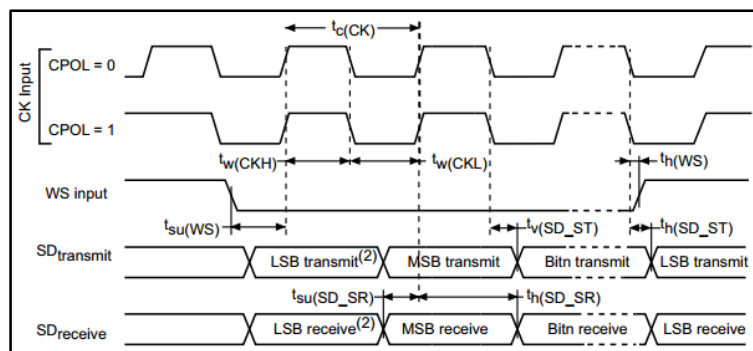 tc(CK)
CK Input
CPOL = 0
CPOL = 1
tw(CKH)
tw(CKL)
th(WS)
WS input
tsu(WS)
tv(SD_ST)
th(SD_ST)
SDtransmit
LSB transmit(2)
MSB transmit
Bitn transmit
LSB transmit
tsu(SD_SR)
th(SD_SR)
SDreceive
LSB receive(2)
MSB receive
Bitn receive
LSB receive